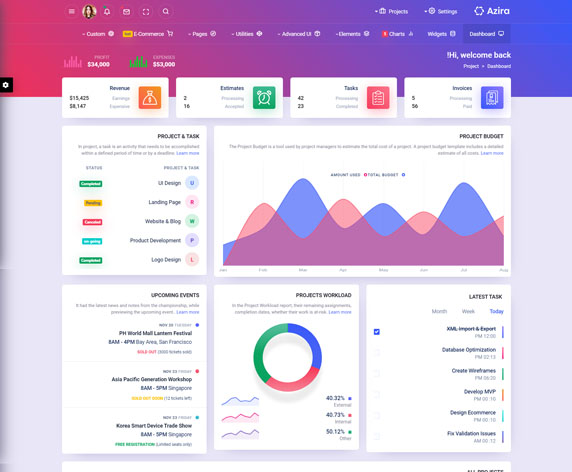 Projects
Settings
Azira
Custom
Hot E-Commerce
Pages
Utilities
Advanced UI
Elements
5 Charts
Widgets
Dashboard
PROFIT
$34,000
EXPENSES
$53,000
!Hi, welcome back
Project » Dashboard
Revenue
$15,425 Earnings
$8,147 Expenses
Estimates
2 Processing
16 Accepted
Tasks
42 Processing
23 Completed
Invoices
5 Processing
56 Paid
PROJECT & TASK
In project, a task is an activity that needs to be accomplished
within a defined period of time or by a deadline. Learn more
STATUS PROJECT & TASK
Completed UI Design U
Pending Landing Page R
Canceled Website & Blog W
on-going Product Development P
Completed Logo Design L
PROJECT BUDGET
The Project Budget is a tool used by project managers to estimate the total cost of a project. A project budget template includes a detailed
estimate of all costs. Learn more
AMOUNT USED TOTAL BUDGET
Jan Feb Mar Apr May Jun Jul Aug
UPCOMING EVENTS
It had the latest news and notes from the championship, while
previewing the upcoming event. Learn more
NOV 20 TUESDAY
PH World Mall Lantern Festival
8AM - 4PM Bay Area, San Francisco
SOLD OUT (5000 tickets sold)
NOV 23 FRIDAY
Asia Pacific Generation Workshop
8AM - 5PM Singapore
SOLD OUT SOON (12 tickets left)
NOV 23 FRIDAY
Korea Smart Device Trade Show
8AM - 5PM Singapore
FREE REGISTRATION (Limited seats only)
PROJECTS WORKLOAD
In the Project Workload report, their remaining assignments,
completion dates, whether their work is at-risk. Learn more
40.32%
External
40.73%
Internal
50.12%
Other
LATEST TASK
Month Week Today
XML-Import & Export
PM 12:00
Database Optimization
PM 02:13
Create Wireframes
PM 06:20
Develop MVP
PM 00:10
Design Ecommerce
PM 00:10
Fix Validation Issues
AM 00:12